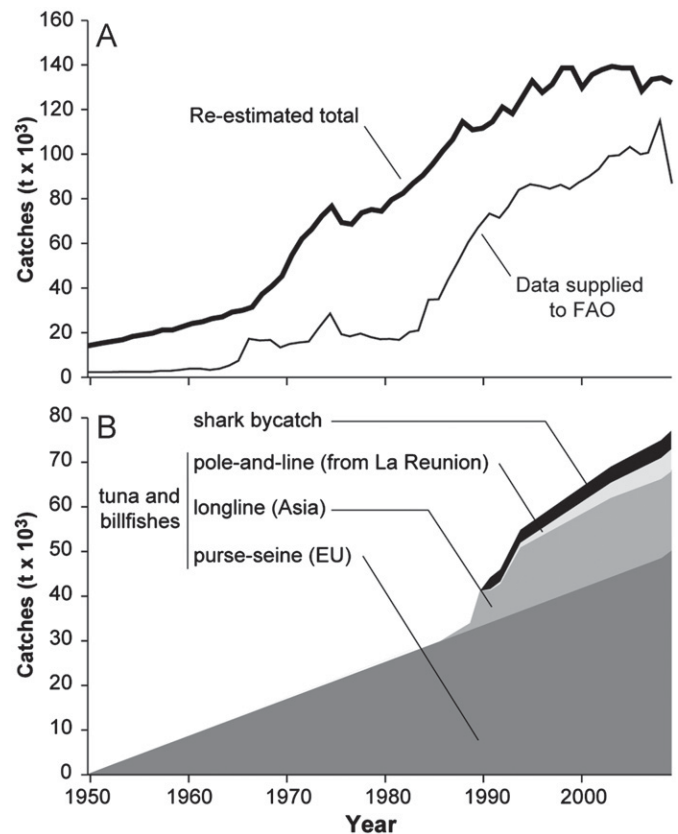 160
A
140
Re-estimated total
120
100
80
60
40
Data supplied
to FAO
20
0
Catches (t x 10³)
1950
1960
1970
1980
1990
2000
80
B
shark bycatch
70
pole-and-line (from La Reunion)
60
tuna and
billfishes
longline (Asia)
50
purse-seine (EU)
40
30
20
10
0
Catches (t x 10³)
1950
1960
1970
1980
1990
2000
Year